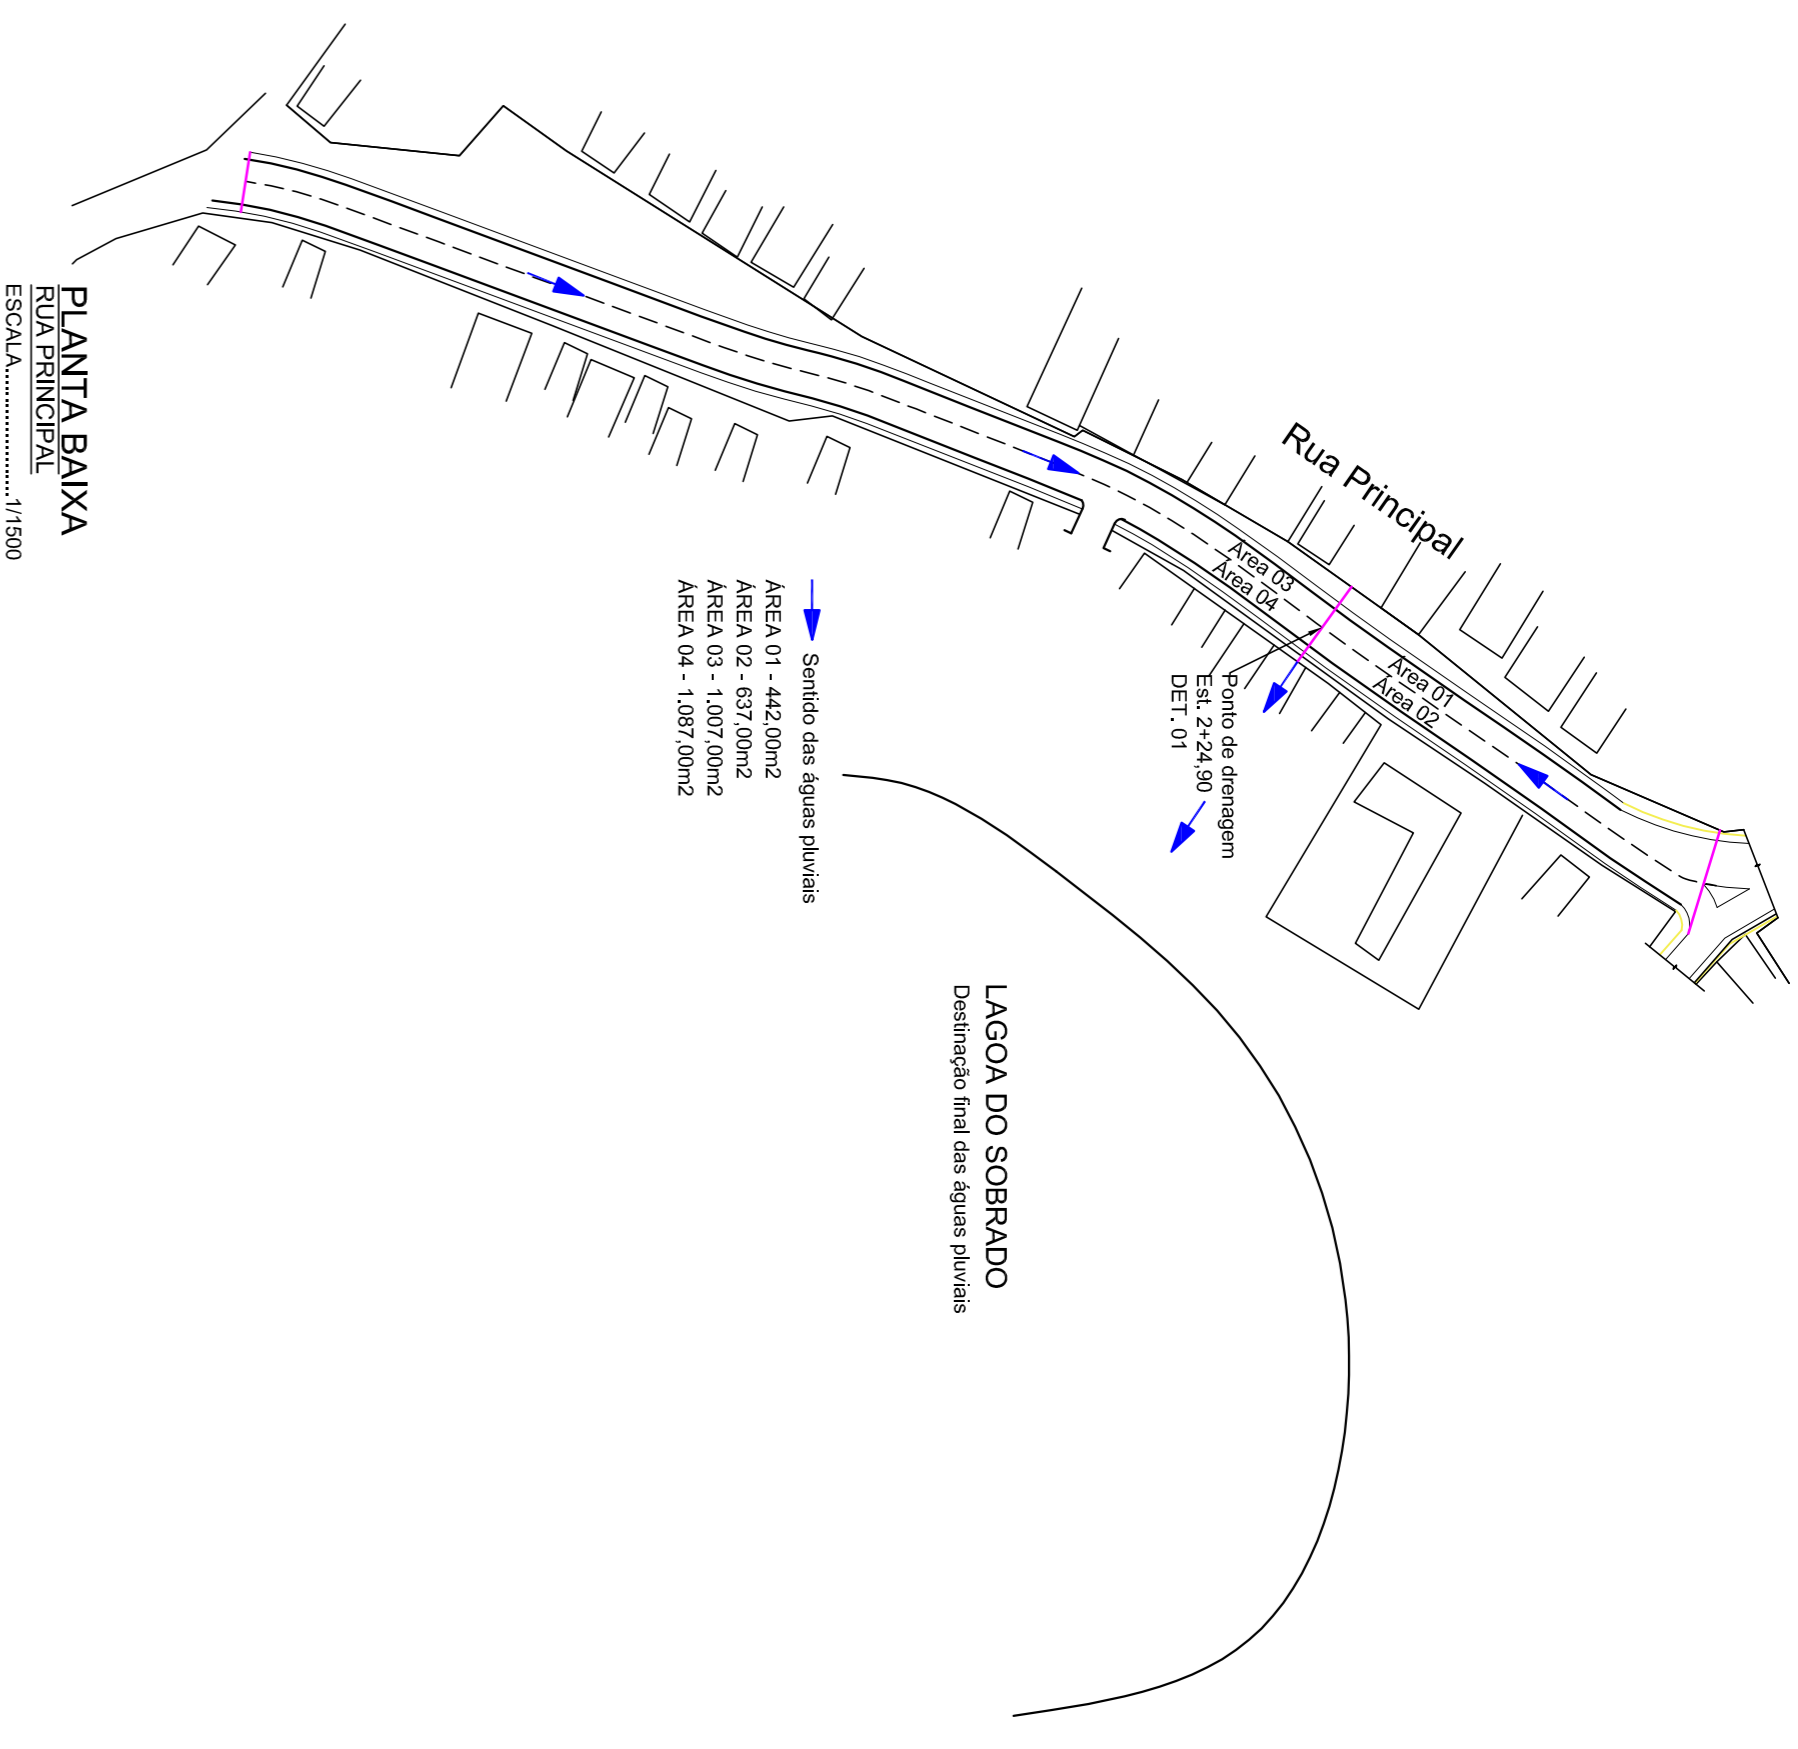 Rua Principal
Área 03
Área 04
Área 01
Área 02
Ponto de drenagem
Est. 2+24,90
DET. 01
Sentido das águas pluviais
ÁREA 01 - 442,00m2
ÁREA 02 - 637,00m2
ÁREA 03 - 1.007,00m2
ÁREA 04 - 1.087,00m2
LAGOA DO SOBRADO
Destinação final das águas pluviais
PLANTA BAIXA
RUA PRINCIPAL
ESCALA........................1/1500